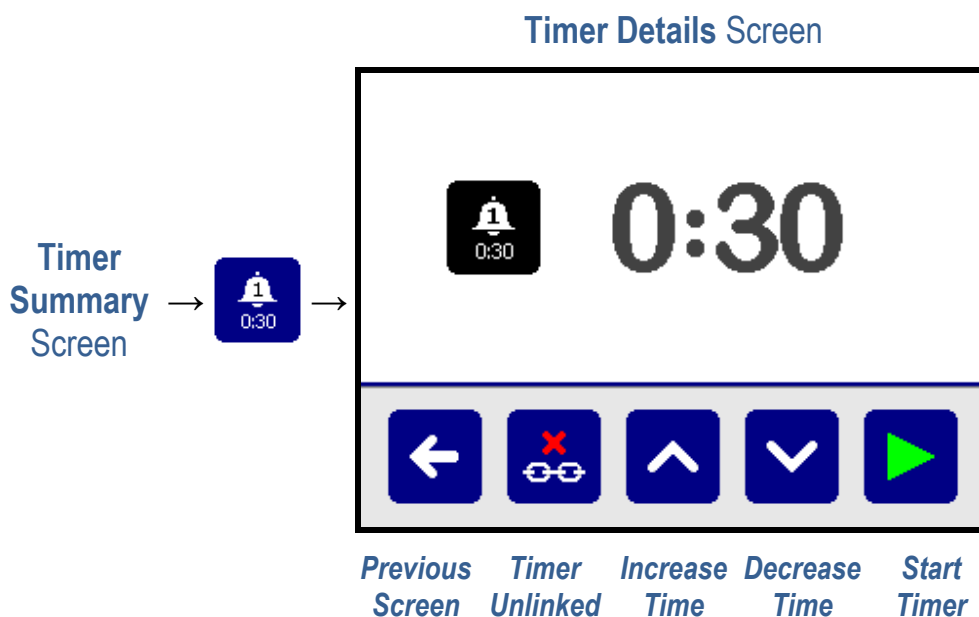 Timer Details Screen
Timer
Summary
Screen
→
1
0:30
→
1
0:30
0:30
Previous Timer Increase Decrease Start
Screen Unlinked Time Time Timer